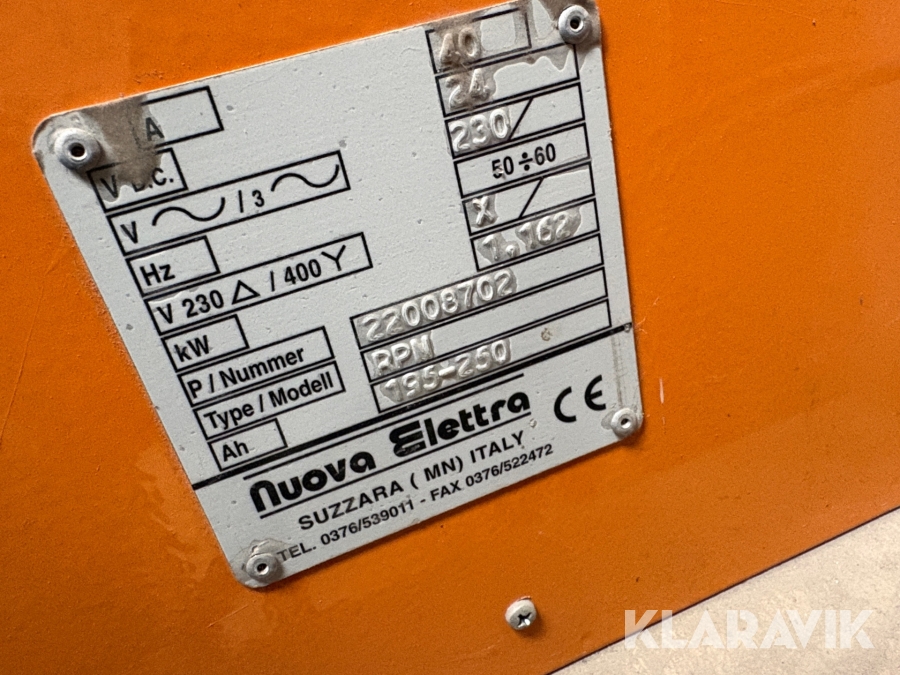 A 40
V D.C. 24
V / 3 230/
Hz 50÷60
V 230 △ / 400 Y X/
kW 1,162
P / Nummer 22008702
Type / Modell RPN
Ah 195-250
Nuova Elettra CE
SUZZARA ( MN) ITALY
TEL. 0376/539011 - FAX 0376/522472
KLARAVIK